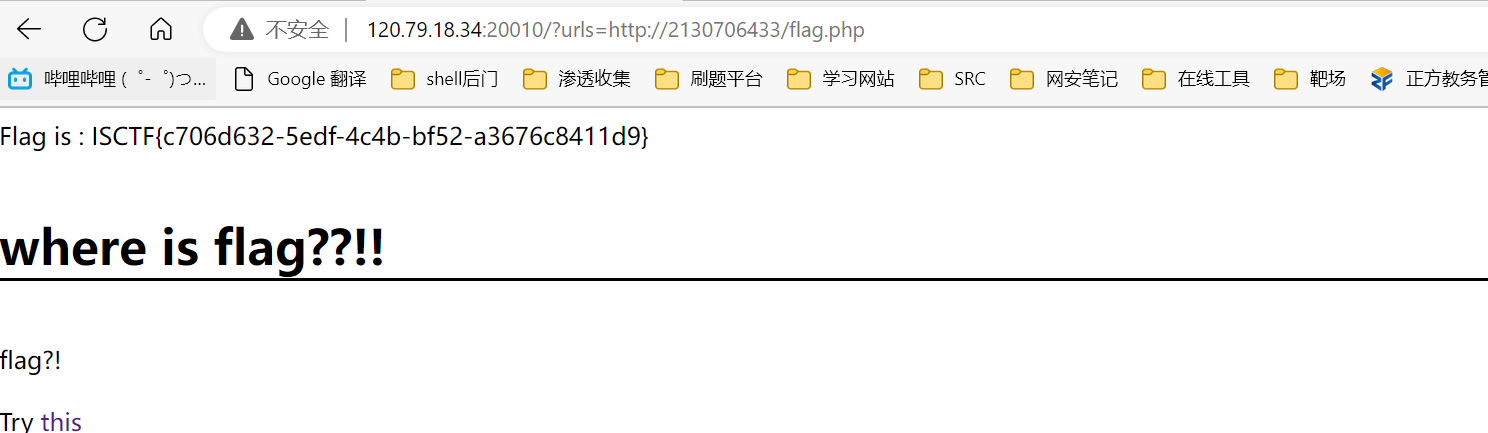 不安全 | 120.79.18.34:20010/?urls=http://2130706433/flag.php
哔哩哔哩 ( ゜- ゜)つ... Google 翻译 shell后门 渗透收集 刷题平台 学习网站 SRC 网安笔记 在线工具 靶场 正方教务管
Flag is : ISCTF{c706d632-5edf-4c4b-bf52-a3676c8411d9}
where is flag??!!
flag?!
Try this